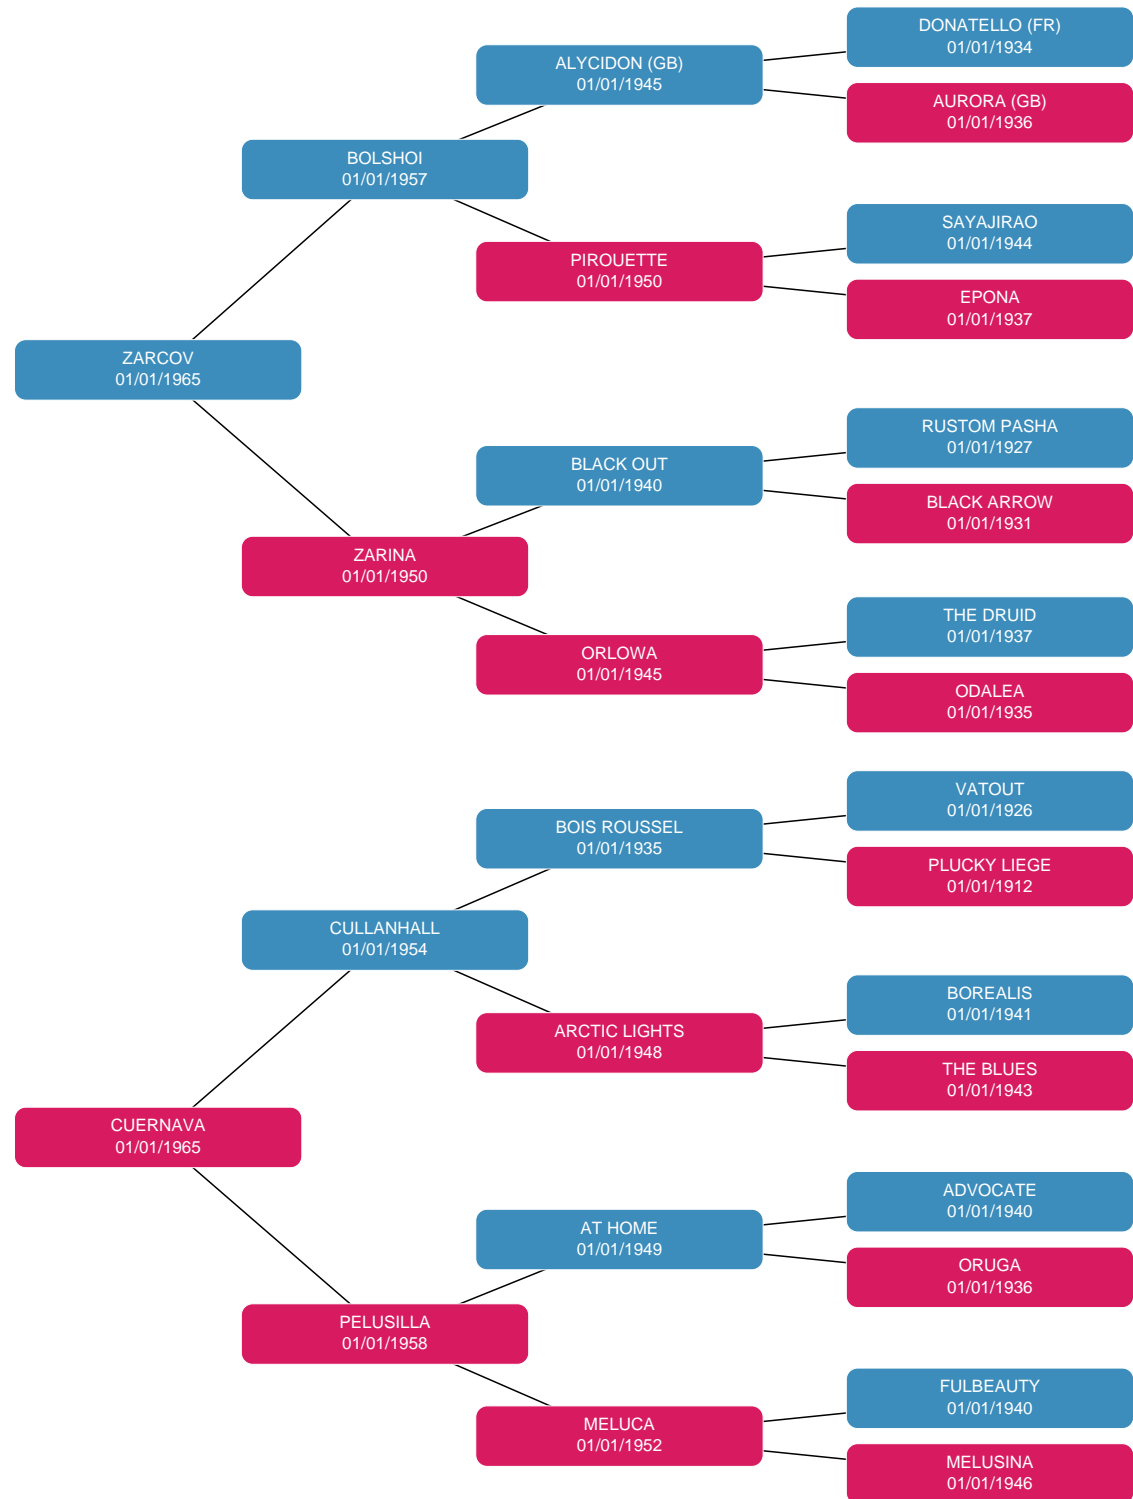 DONATELLO (FR)
01/01/1934
ALYCIDON (GB)
01/01/1945
AURORA (GB)
01/01/1936
BOLSHOI
01/01/1957
SAYAJIRAO
01/01/1944
PIROUETTE
01/01/1950
EPONA
01/01/1937
ZARCOV
01/01/1965
RUSTOM PASHA
01/01/1927
BLACK OUT
01/01/1940
BLACK ARROW
01/01/1931
ZARINA
01/01/1950
THE DRUID
01/01/1937
ORLOWA
01/01/1945
ODALEA
01/01/1935
VATOUT
01/01/1926
BOIS ROUSSEL
01/01/1935
PLUCKY LIEGE
01/01/1912
CULLANHALL
01/01/1954
BOREALIS
01/01/1941
ARCTIC LIGHTS
01/01/1948
THE BLUES
01/01/1943
CUERNAVA
01/01/1965
ADVOCATE
01/01/1940
AT HOME
01/01/1949
ORUGA
01/01/1936
PELUSILLA
01/01/1958
FULBEAUTY
01/01/1940
MELUCA
01/01/1952
MELUSINA
01/01/1946